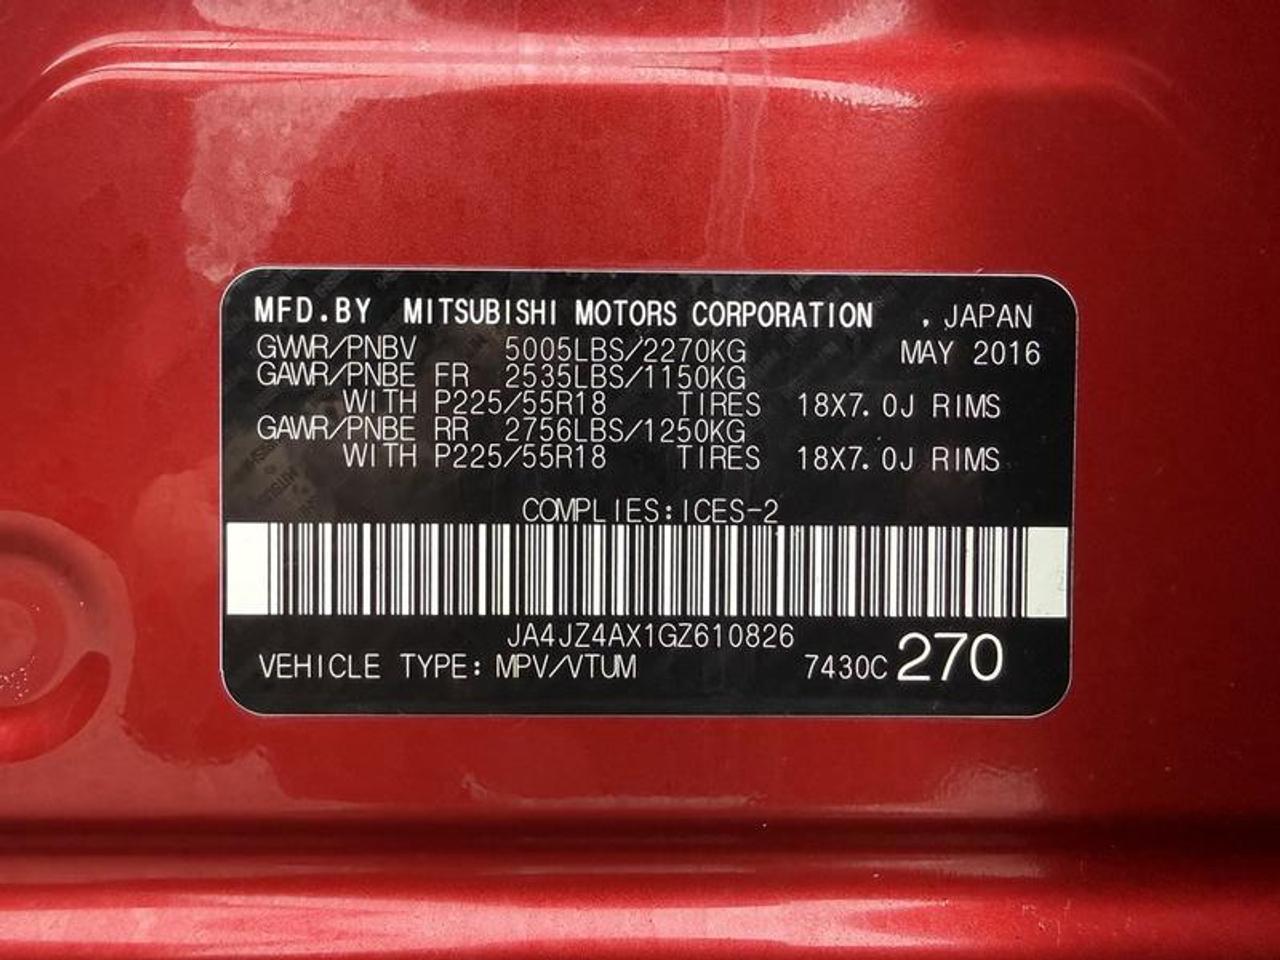 MFD.BY MITSUBISHI MOTORS CORPORATION , JAPAN
GVWR/PNBV 5005LBS/2270KG MAY 2016
GAWR/PNBE FR 2535LBS/1150KG
WITH P225/55R18 TIRES 18X7.0J RIMS
GAWR/PNBE RR 2756LBS/1250KG
WITH P225/55R18 TIRES 18X7.0J RIMS
COMPLIES:ICES-2
JA4JZ4AX1GZ610826
VEHICLE TYPE: MPV/VTUM 7430C 270